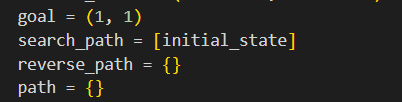 goal = (1, 1)
search_path = [initial_state]
reverse_path = {}
path = {}